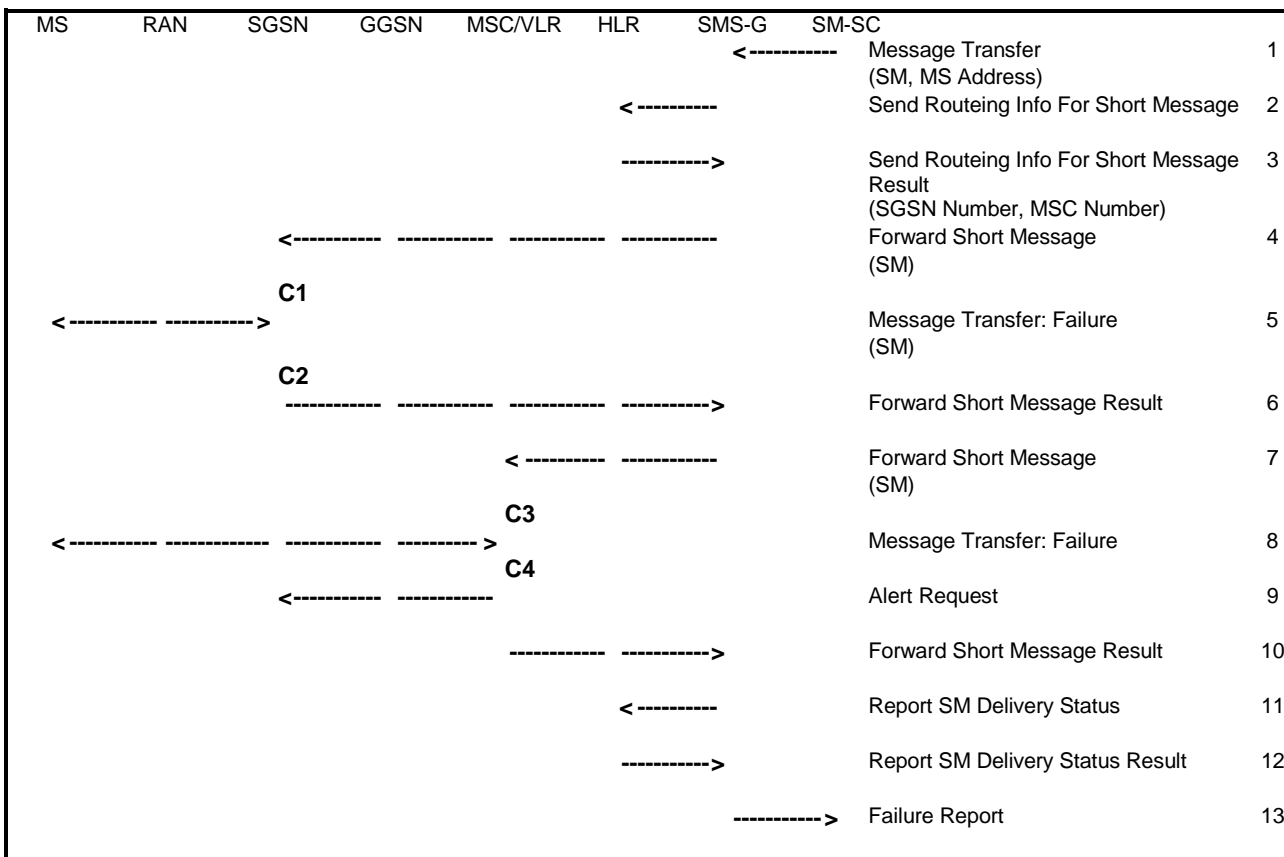 MS RAN SGSN GGSN MSC/VLR HLR SMS-G SM-SC
Message Transfer 1
(SM, MS Address)
Send Routeing Info For Short Message 2
Send Routeing Info For Short Message 3
Result
(SGSN Number, MSC Number)
Forward Short Message 4
(SM)
C1
Message Transfer: Failure 5
(SM)
C2
Forward Short Message Result 6
Forward Short Message 7
(SM)
C3
Message Transfer: Failure 8
C4
Alert Request 9
Forward Short Message Result 10
Report SM Delivery Status 11
Report SM Delivery Status Result 12
Failure Report 13